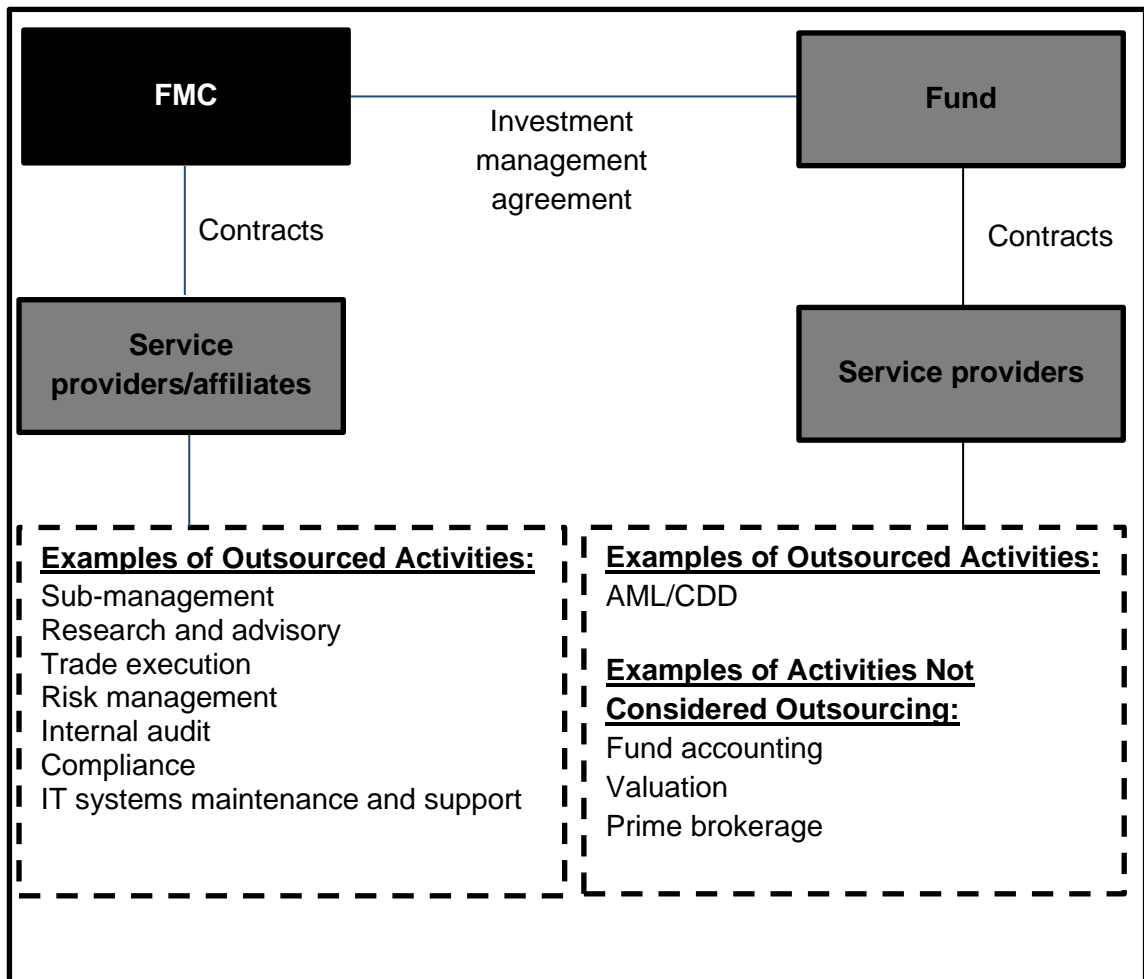 FMC
Fund
Investment
management
agreement
Contracts
Contracts
Service
providers/affiliates
Service providers
Examples of Outsourced Activities:
Sub-management
Research and advisory
Trade execution
Risk management
Internal audit
Compliance
IT systems maintenance and support
Examples of Outsourced Activities:
AML/CDD
Examples of Activities Not
Considered Outsourcing:
Fund accounting
Valuation
Prime brokerage